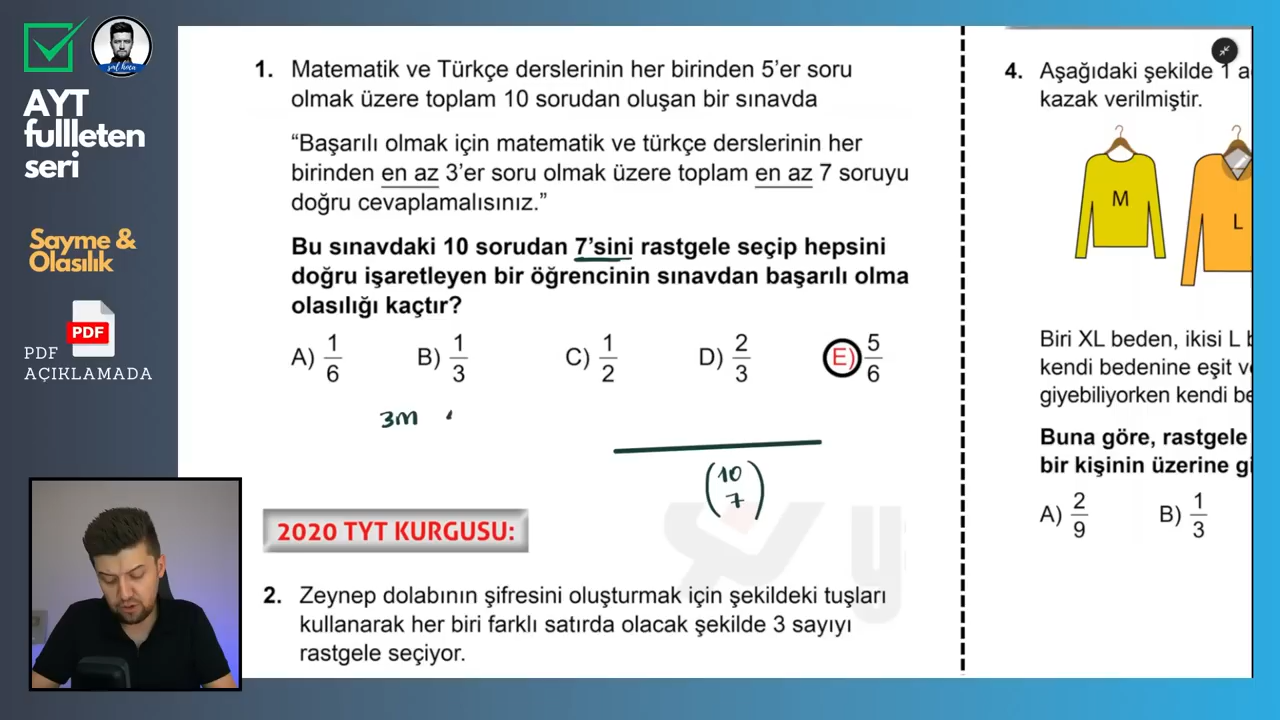 AYT
fullleten
seri
Sayme &
Olasılık
PDF
PDF
AÇIKLAMADA
sml hoca
1. Matematik ve Türkçe derslerinin her birinden 5'er soru
olmak üzere toplam 10 sorudan oluşan bir sınavda
"Başarılı olmak için matematik ve türkçe derslerinin her
birinden en az 3'er soru olmak üzere toplam en az 7 soruyu
doğru cevaplamalısınız."
Bu sınavdaki 10 sorudan 7'sini rastgele seçip hepsini
doğru işaretleyen bir öğrencinin sınavdan başarılı olma
olasılığı kaçtır?
A) 1/6 B) 1/3 C) 1/2 D) 2/3 E) 5/6
3M
(10
7)
2020 TYT KURGUSU:
2. Zeynep dolabının şifresini oluşturmak için şekildeki tuşları
kullanarak her biri farklı satırda olacak şekilde 3 sayıyı
rastgele seçiyor.
4. Aşağıdaki şekilde 1 a
kazak verilmiştir.
M
L
Biri XL beden, ikisi L b
kendi bedenine eşit v
giyebiliyorken kendi be
Buna göre, rastgele
bir kişinin üzerine gi
A) 2/9 B) 1/3